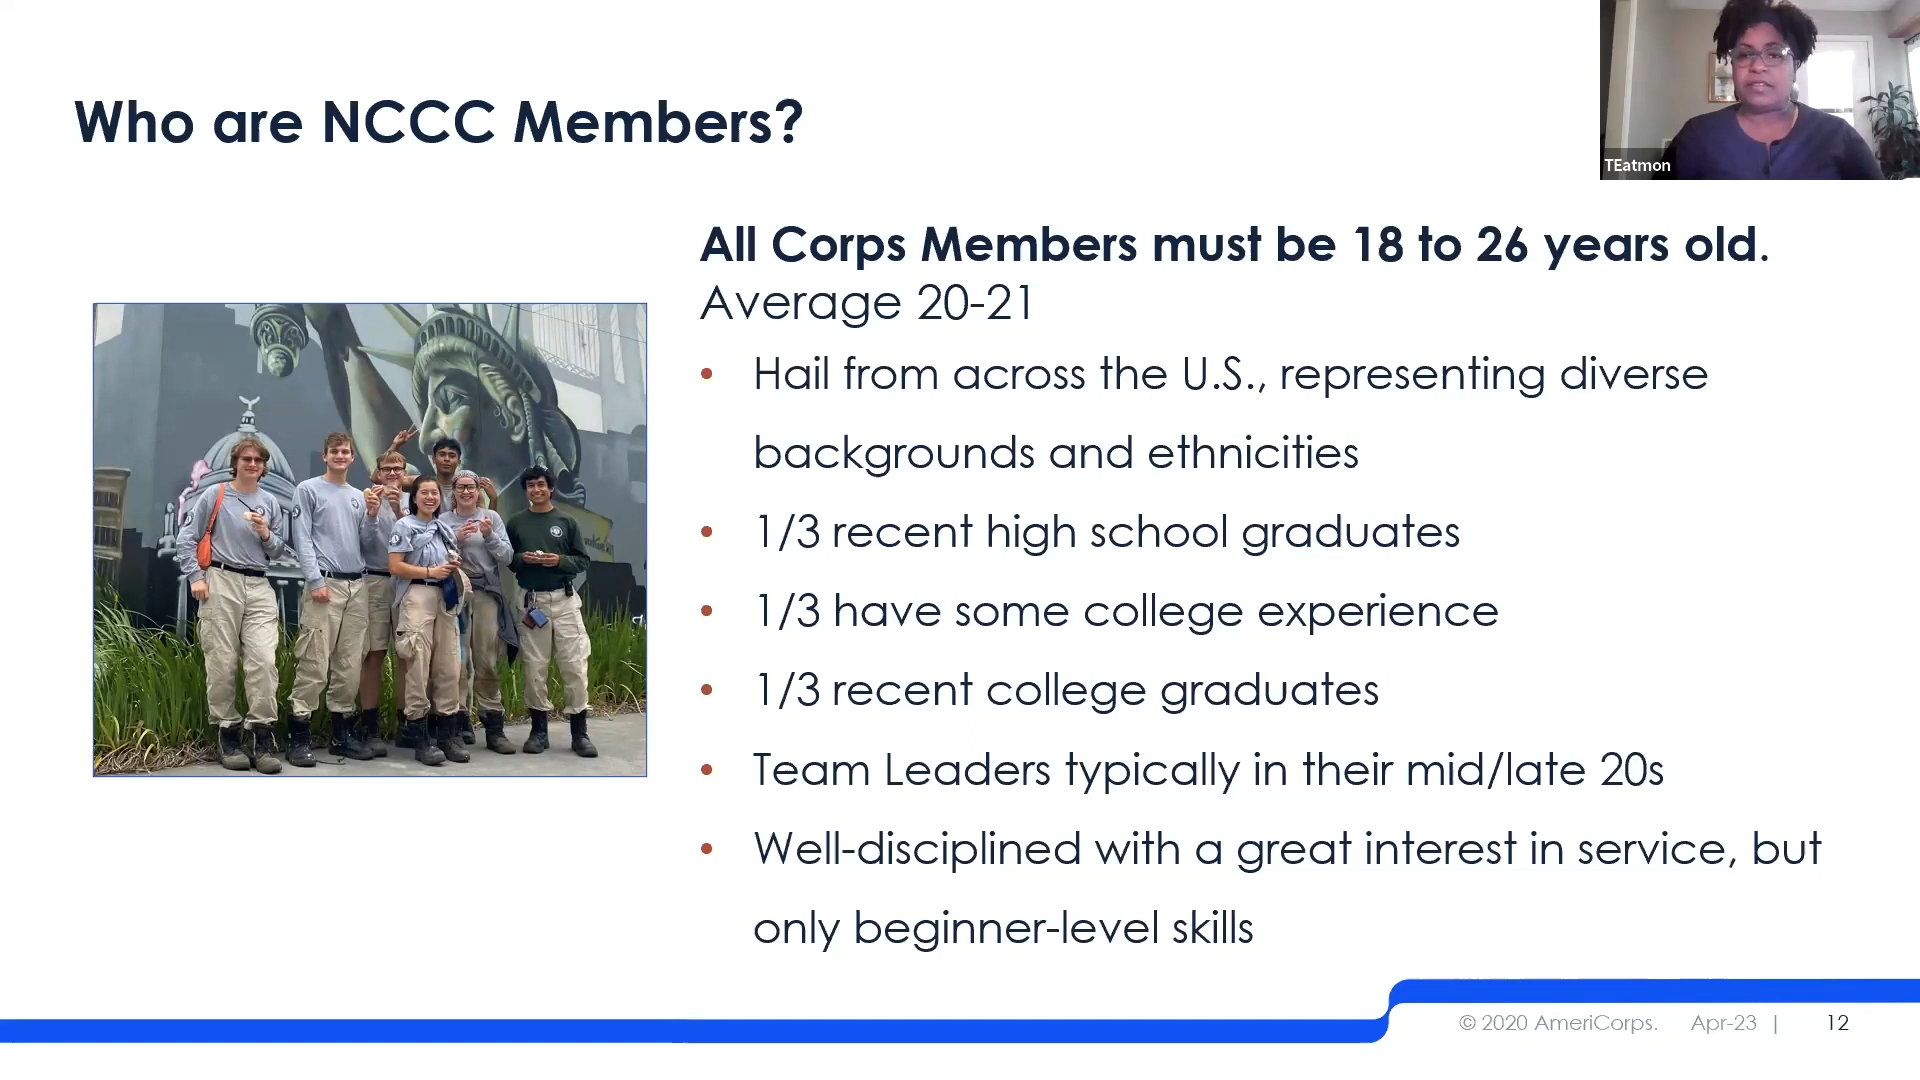 Who are NCCC Members?
TEatmon
All Corps Members must be 18 to 26 years old.
Average 20-21
• Hail from across the U.S., representing diverse
backgrounds and ethnicities
• 1/3 recent high school graduates
• 1/3 have some college experience
• 1/3 recent college graduates
• Team Leaders typically in their mid/late 20s
• Well-disciplined with a great interest in service, but
only beginner-level skills
© 2020 AmeriCorps. Apr-23 | 12